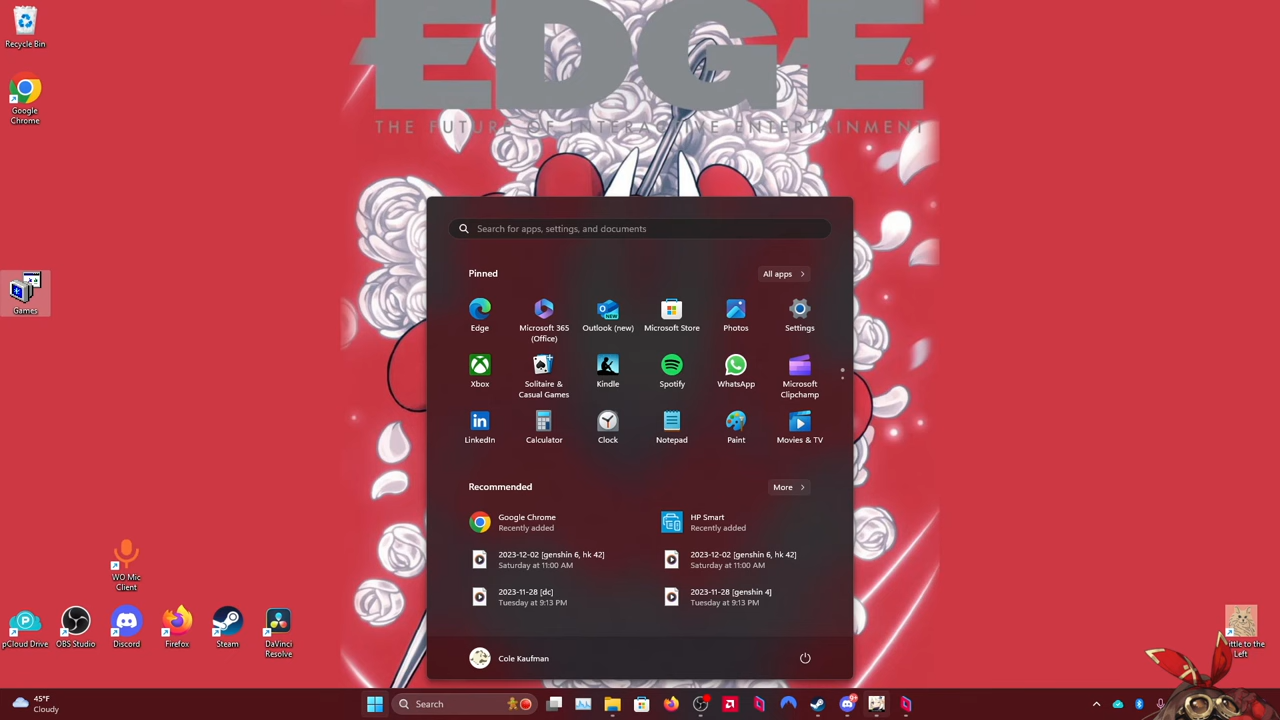 EDGE
THE FUTURE OF INTERACTIVE ENTERTAINMENT
Recycle Bin
Google
Chrome
Games
WO Mic
Client
pCloud Drive
OBS Studio
Discord
Firefox
Steam
DaVinci
Resolve
Search for apps, settings, and documents
Pinned
All apps
Edge
Microsoft 365
(Office)
NEW
Outlook (new)
Microsoft Store
Photos
Settings
Xbox
Solitaire &
Casual Games
Kindle
Spotify
WhatsApp
Microsoft
Clipchamp
LinkedIn
Calculator
Clock
Notepad
Paint
Movies & TV
Recommended
More
Google Chrome
Recently added
HP Smart
Recently added
2023-12-02 [genshin 6, hk 42]
Saturday at 11:00 AM
2023-12-02 [genshin 6, hk 42]
Saturday at 11:00 AM
2023-11-28 [dc]
Tuesday at 9:13 PM
2023-11-28 [genshin 4]
Tuesday at 9:13 PM
Cole Kaufman
ittle to the
Left
45°F
Cloudy
Search